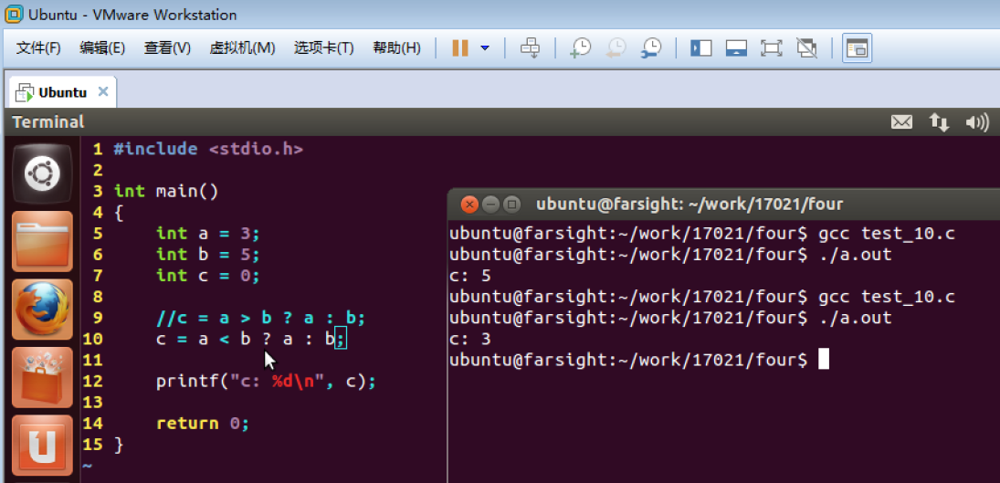 Ubuntu - VMware Workstation
文件(F) 编辑(E) 查看(V) 虚拟机(M) 选项卡(T) 帮助(H)
Ubuntu
Terminal
1 #include <stdio.h>
2
3 int main()
4 {
5     int a = 3;
6     int b = 5;
7     int c = 0;
8
9     //c = a > b ? a : b;
10     c = a < b ? a : b;
11
12     printf("c: %d\n", c);
13
14     return 0;
15 }
~
ubuntu@farsight: ~/work/17021/four
ubuntu@farsight:~/work/17021/four$ gcc test_10.c
ubuntu@farsight:~/work/17021/four$ ./a.out
c: 5
ubuntu@farsight:~/work/17021/four$ gcc test_10.c
ubuntu@farsight:~/work/17021/four$ ./a.out
c: 3
ubuntu@farsight:~/work/17021/four$